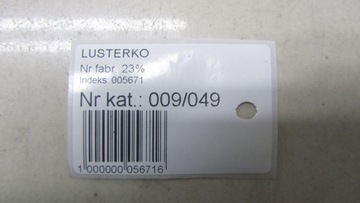 LUSTERKO
Nr fabr. 23%
Indeks. 005671
Nr kat.: 009/049
1 000000 056716